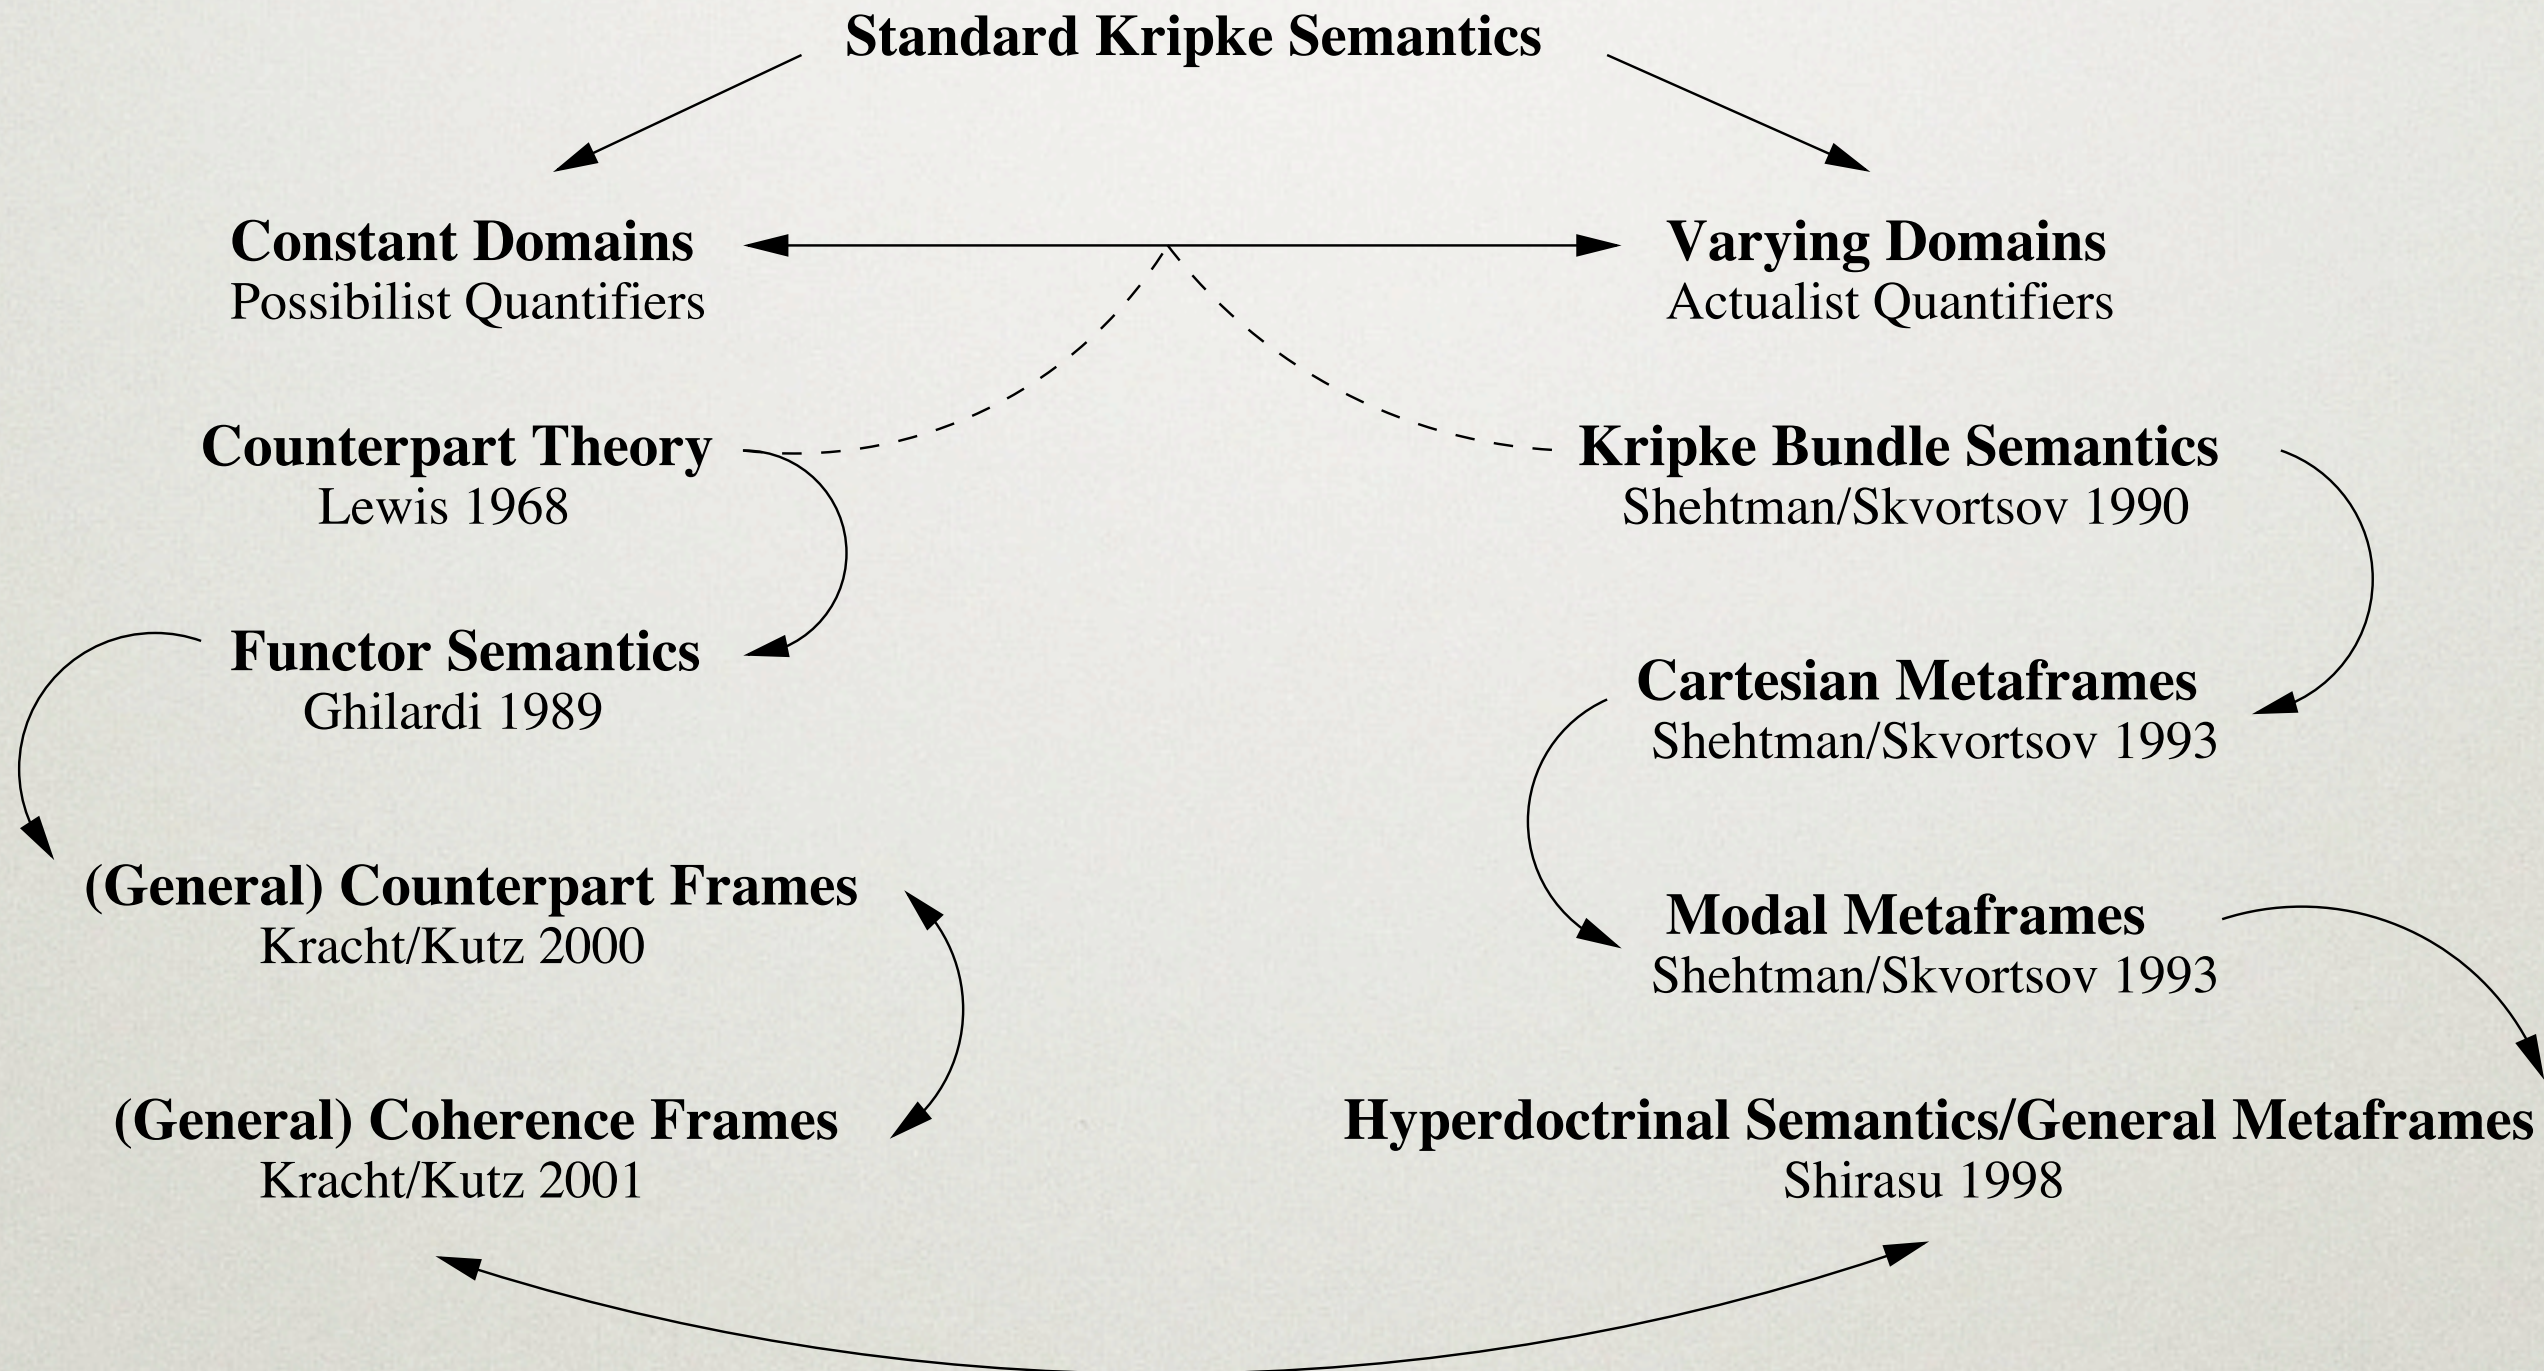 Standard Kripke Semantics
Constant Domains
Possibilist Quantifiers
Varying Domains
Actualist Quantifiers
Counterpart Theory
Lewis 1968
Kripke Bundle Semantics
Shehtman/Skvortsov 1990
Functor Semantics
Ghilardi 1989
Cartesian Metaframes
Shehtman/Skvortsov 1993
(General) Counterpart Frames
Kracht/Kutz 2000
Modal Metaframes
Shehtman/Skvortsov 1993
(General) Coherence Frames
Kracht/Kutz 2001
Hyperdoctrinal Semantics/General Metaframes
Shirasu 1998